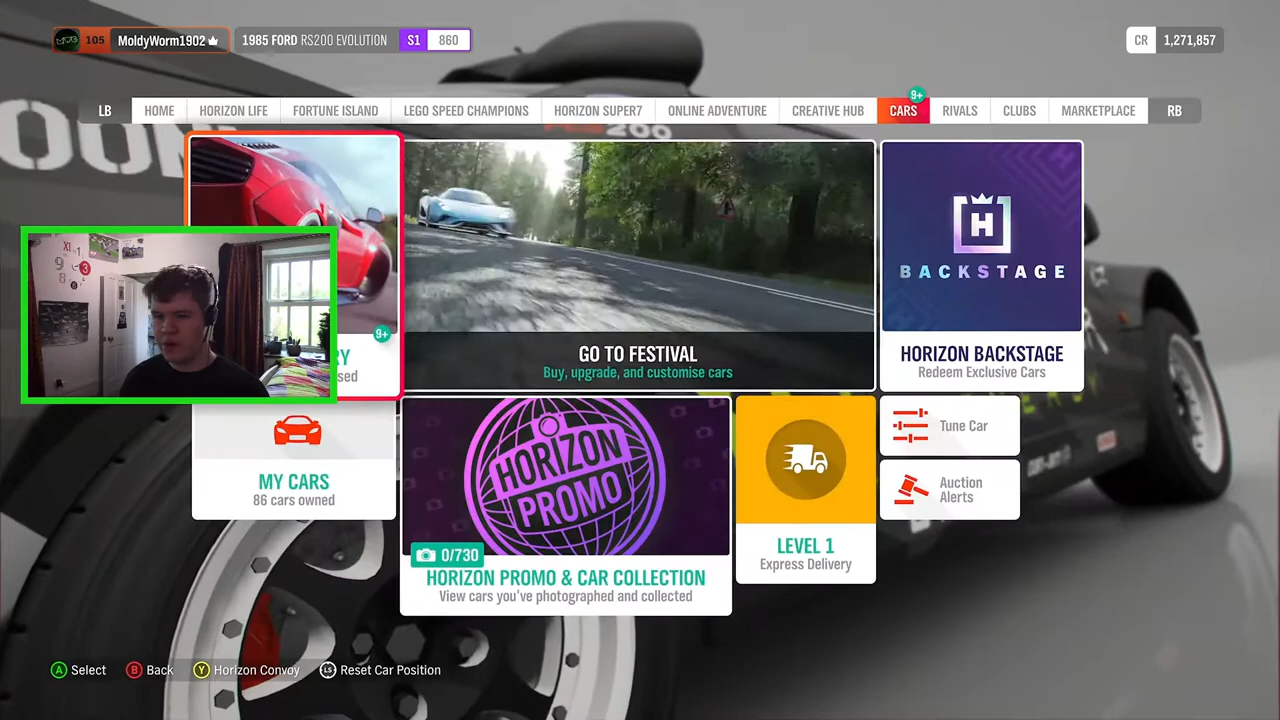 105 MoldyWorm1902
1985 FORD RS200 EVOLUTION S1 860
CR 1,271,857
LB HOME HORIZON LIFE FORTUNE ISLAND LEGO SPEED CHAMPIONS HORIZON SUPER7 ONLINE ADVENTURE CREATIVE HUB CARS 9+ RIVALS CLUBS MARKETPLACE RB
GO TO FESTIVAL
Buy, upgrade, and customise cars
H
BACKSTAGE
HORIZON BACKSTAGE
Redeem Exclusive Cars
9+
MY CARS
86 cars owned
HORIZON
PROMO
0/730
HORIZON PROMO & CAR COLLECTION
View cars you've photographed and collected
LEVEL 1
Express Delivery
Tune Car
Auction
Alerts
A Select B Back Y Horizon Convoy LS Reset Car Position